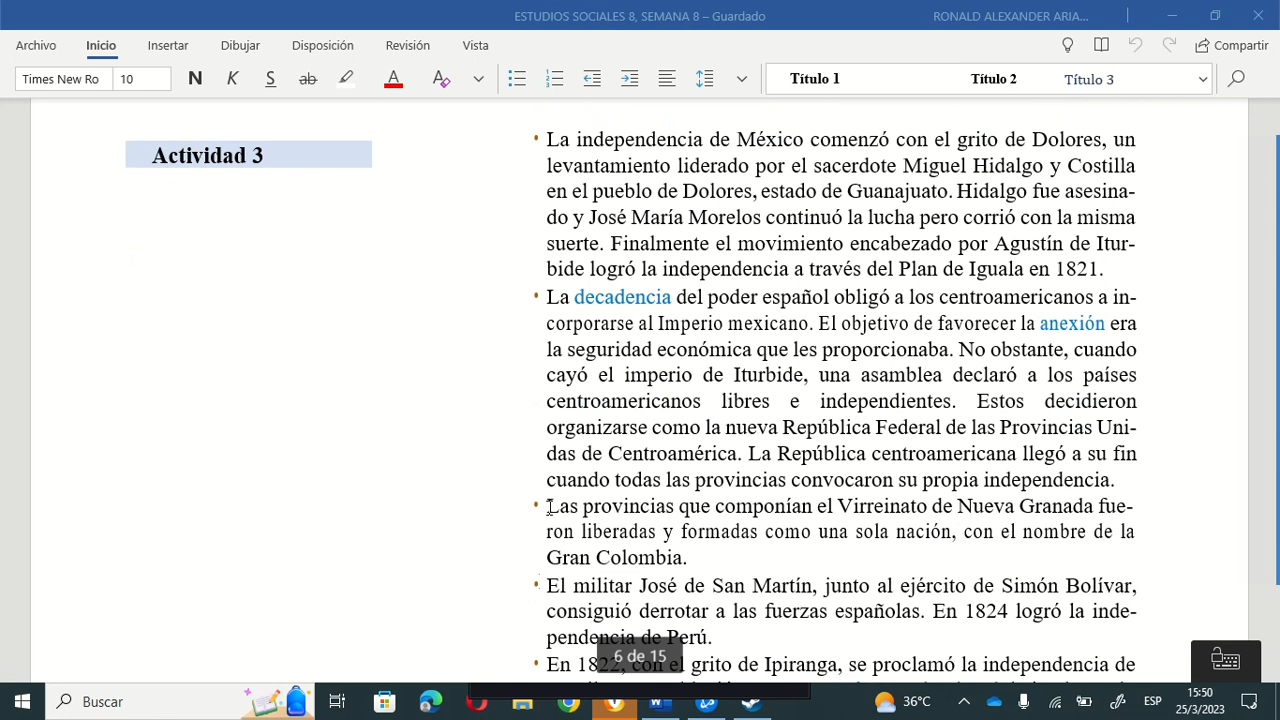 ESTUDIOS SOCIALES 8, SEMANA 8 – Guardado
RONALD ALEXANDER ARIA...
Archivo
Inicio
Insertar
Dibujar
Disposición
Revisión
Vista
Compartir
Times New Ro
10
N
K
S
ab
A
A
Título 1
Título 2
Título 3
Actividad 3
• La independencia de México comenzó con el grito de Dolores, un
levantamiento liderado por el sacerdote Miguel Hidalgo y Costilla
en el pueblo de Dolores, estado de Guanajuato. Hidalgo fue asesina-
do y José María Morelos continuó la lucha pero corrió con la misma
suerte. Finalmente el movimiento encabezado por Agustín de Itur-
bide logró la independencia a través del Plan de Iguala en 1821.
• La decadencia del poder español obligó a los centroamericanos a in-
corporarse al Imperio mexicano. El objetivo de favorecer la anexión era
la seguridad económica que les proporcionaba. No obstante, cuando
cayó el imperio de Iturbide, una asamblea declaró a los países
centroamericanos libres e independientes. Estos decidieron
organizarse como la nueva República Federal de las Provincias Uni-
das de Centroamérica. La República centroamericana llegó a su fin
cuando todas las provincias convocaron su propia independencia.
• Las provincias que componían el Virreinato de Nueva Granada fue-
ron liberadas y formadas como una sola nación, con el nombre de la
Gran Colombia.
• El militar José de San Martín, junto al ejército de Simón Bolívar,
consiguió derrotar a las fuerzas españolas. En 1824 logró la inde-
pendencia de Perú.
6 de 15
• En 1822, con el grito de Ipiranga, se proclamó la independencia de
Buscar
36°C
ESP
15:50
25/3/2023